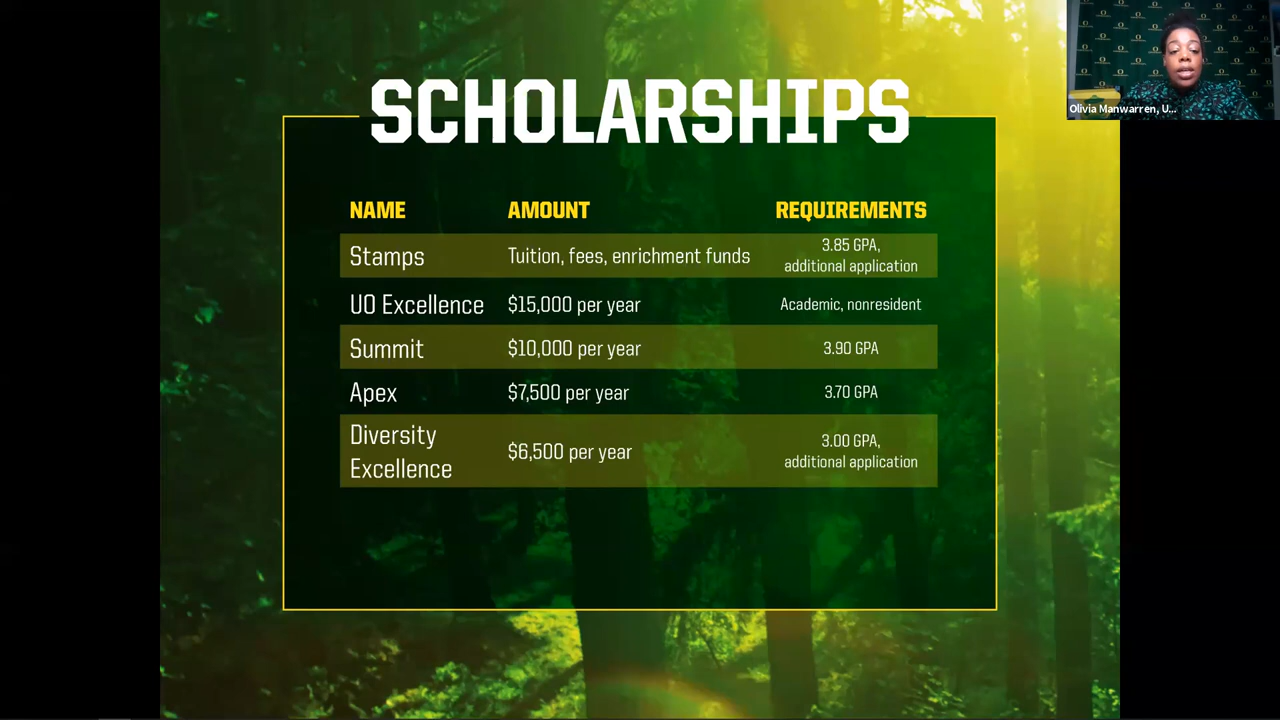 SCHOLARSHIPS
Olivia Manwarren, U...
NAME AMOUNT REQUIREMENTS
Stamps Tuition, fees, enrichment funds 3.85 GPA,
additional application
UO Excellence $15,000 per year Academic, nonresident
Summit $10,000 per year 3.90 GPA
Apex $7,500 per year 3.70 GPA
Diversity
Excellence $6,500 per year 3.00 GPA,
additional application